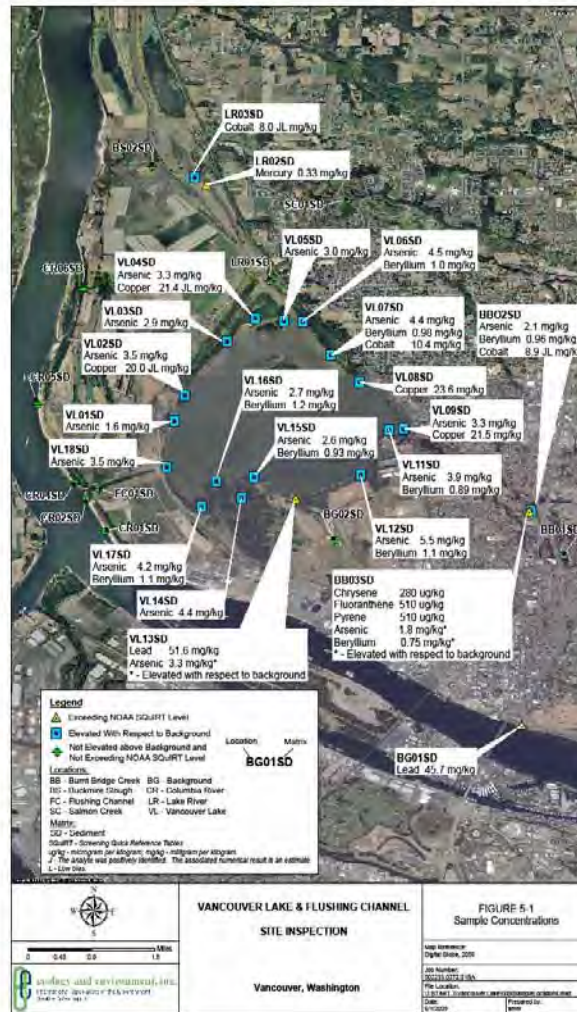 LR03SD
Cobalt 8.0 JL mg/kg
BS02SD
LR02SD
Mercury 0.33 mg/kg
SC01SD
VL05SD
Arsenic 3.0 mg/kg
VL06SD
Arsenic 4.5 mg/kg
Beryllium 1.0 mg/kg
VL04SD
Arsenic 3.3 mg/kg
Copper 21.4 JL mg/kg
LR01SD
CR06SD
VL03SD
Arsenic 2.9 mg/kg
VL07SD
Arsenic 4.4 mg/kg
Beryllium 0.98 mg/kg
Cobalt 10.4 mg/kg
BBO2SD
Arsenic 2.1 mg/kg
Beryllium 0.96 mg/kg
Cobalt 8.9 JL mg/kg
VL02SD
Arsenic 3.5 mg/kg
Copper 20.0 JL mg/kg
CR05SD
VL16SD
Arsenic 2.7 mg/kg
Beryllium 1.2 mg/kg
VL08SD
Copper 23.6 mg/kg
VL01SD
Arsenic 1.6 mg/kg
VL15SD
Arsenic 2.6 mg/kg
Beryllium 0.93 mg/kg
VL09SD
Arsenic 3.3 mg/kg
Copper 21.5 mg/kg
VL18SD
Arsenic 3.5 mg/kg
VL11SD
Arsenic 3.9 mg/kg
Beryllium 0.89 mg/kg
CR04SD
FC01SD
CR02SD
CR01SD
BG02SD
BB01SD
VL12SD
Arsenic 5.5 mg/kg
Beryllium 1.1 mg/kg
VL17SD
Arsenic 4.2 mg/kg
Beryllium 1.1 mg/kg
VL14SD
Arsenic 4.4 mg/kg
BB03SD
Chrysene 280 ug/kg
Fluoranthene 510 ug/kg
Pyrene 510 ug/kg
Arsenic 1.8 mg/kg*
Beryllium 0.75 mg/kg*
* - Elevated with respect to background
VL13SD
Lead 51.6 mg/kg
Arsenic 3.3 mg/kg*
* - Elevated with respect to background
BG01SD
Lead 45.7 mg/kg
Legend
Exceeding NOAA SQuiRT Level
Elevated With Respect to Background
Not Elevated above Background and
Not Exceeding NOAA SQuiRT Level
Location Matrix
BG01SD
Locations:
BB - Burnt Bridge Creek BG - Background
BS - Buckmire Slough CR - Columbia River
FC - Flushing Channel LR - Lake River
SC - Salmon Creek VL - Vancouver Lake
Matrix:
SD - Sediment
SQuiRT - Screening Quick Reference Tables
ug/kg - microgram per kilogram; mg/kg - milligram per kilogram
J - The analyte was positively identified. The associated numerical result is an estimate
L - Low bias.
N
W E
S
0 0.45 0.9 1.8 Miles
ecology and environment, inc.
VANCOUVER LAKE & FLUSHING CHANNEL
SITE INSPECTION
Vancouver, Washington
FIGURE 5-1
Sample Concentrations
Map Reference:
Digital Globe,
Job Number:
File Location:
Date:
Prepared by: